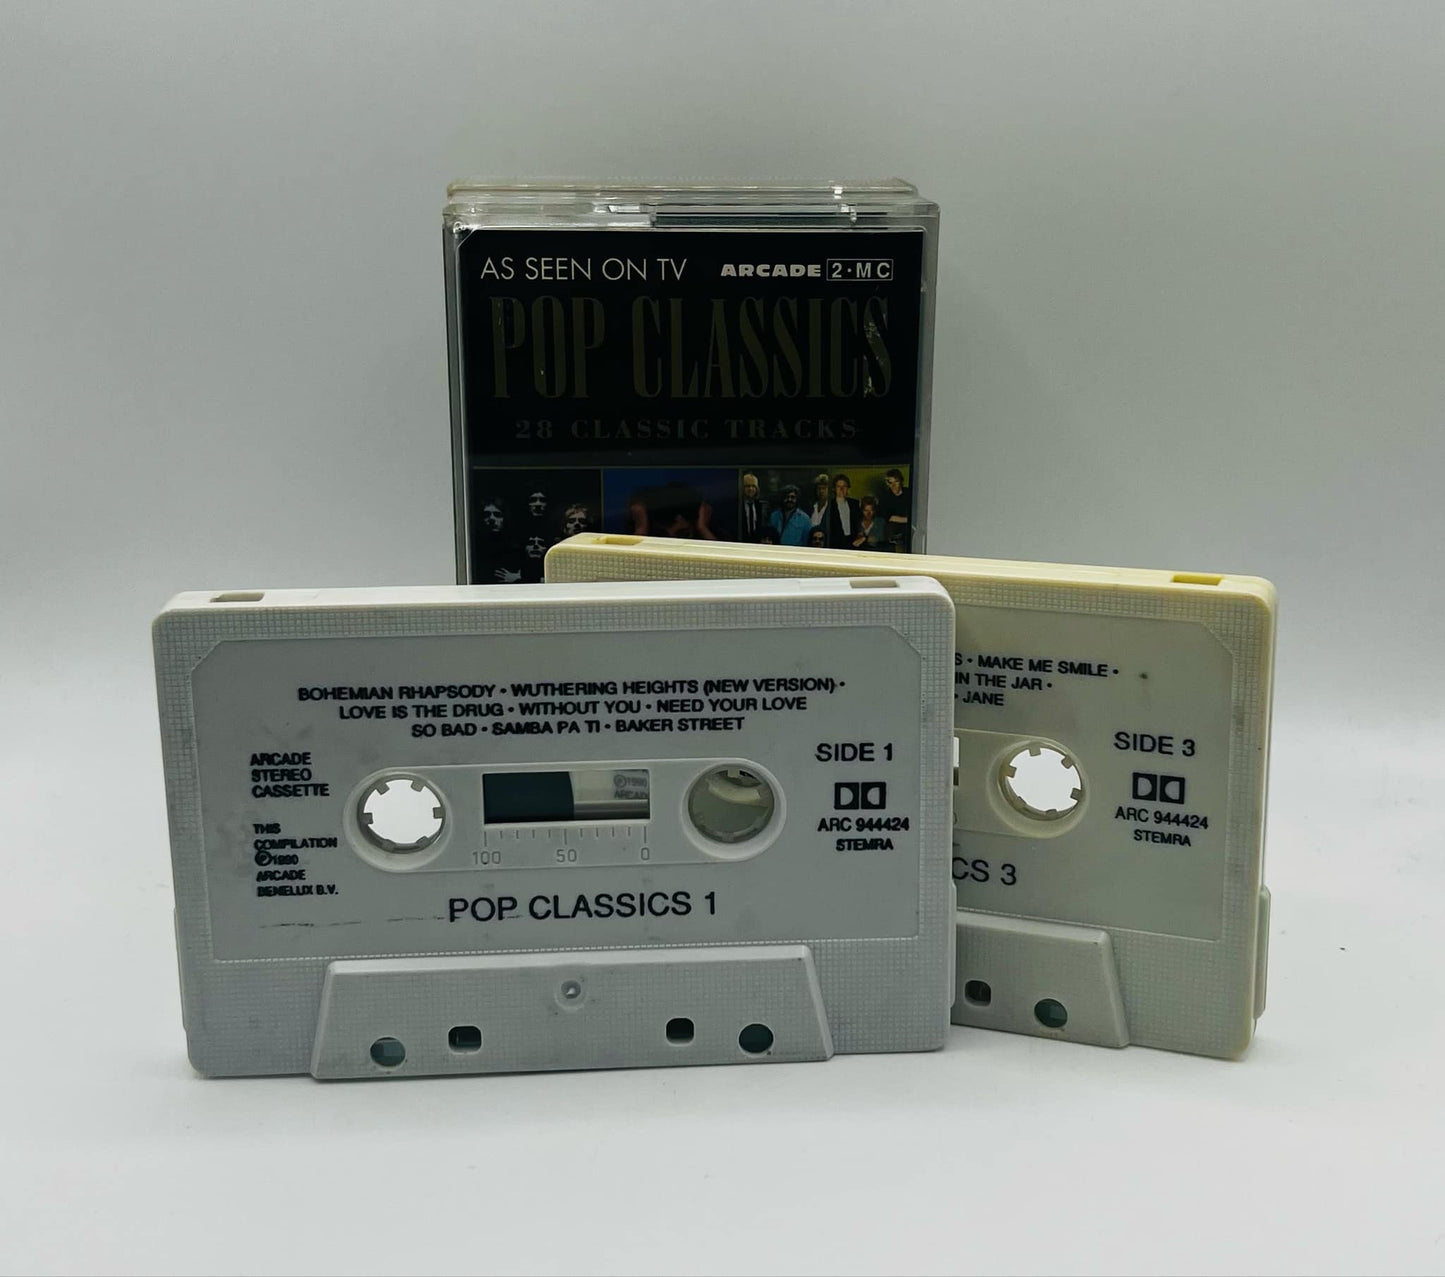 AS SEEN ON TV ARCADE 2·MC
POP CLASSICS
28 CLASSIC TRACKS
BOHEMIAN RHAPSODY • WUTHERING HEIGHTS (NEW VERSION) •
LOVE IS THE DRUG • WITHOUT YOU • NEED YOUR LOVE
SO BAD • SAMBA PA TI • BAKER STREET
ARCADE
STEREO
CASSETTE
SIDE 1
ARC 944424
STEMRA
THIS
COMPILATION
℗1990
ARCADE
BENELUX B.V.
℗1990
ARCADE
100 50 0
POP CLASSICS 1
S • MAKE ME SMILE •
IN THE JAR •
• JANE
SIDE 3
ARC 944424
STEMRA
CS 3